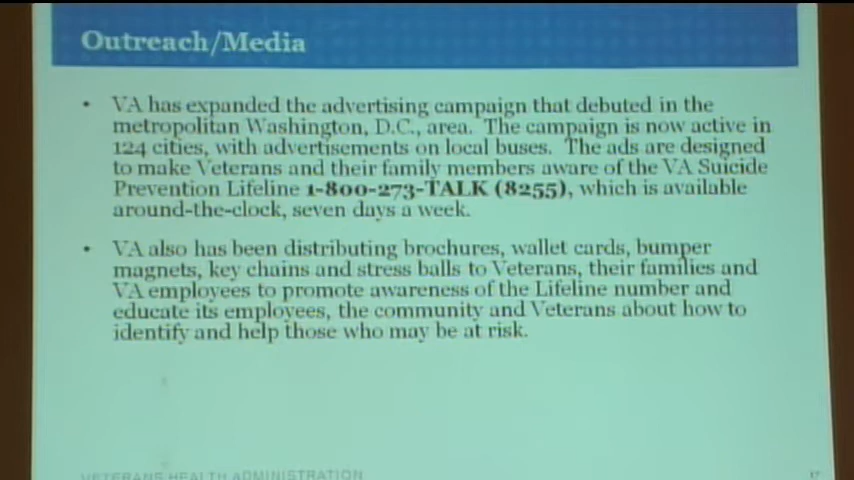 Outreach/Media
• VA has expanded the advertising campaign that debuted in the
metropolitan Washington, D.C., area. The campaign is now active in
124 cities, with advertisements on local buses. The ads are designed
to make Veterans and their family members aware of the VA Suicide
Prevention Lifeline 1-800-273-TALK (8255), which is available
around-the-clock, seven days a week.
• VA also has been distributing brochures, wallet cards, bumper
magnets, key chains and stress balls to Veterans, their families and
VA employees to promote awareness of the Lifeline number and
educate its employees, the community and Veterans about how to
identify and help those who may be at risk.
VETERANS HEALTH ADMINISTRATION
17